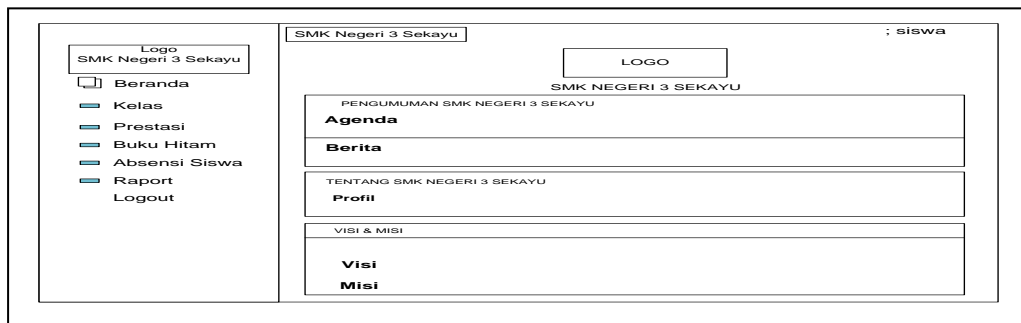 Logo
SMK Negeri 3 Sekayu
Beranda
Kelas
Prestasi
Buku Hitam
Absensi Siswa
Raport
Logout
SMK Negeri 3 Sekayu
; siswa
LOGO
SMK NEGERI 3 SEKAYU
PENGUMUMAN SMK NEGERI 3 SEKAYU
Agenda
Berita
TENTANG SMK NEGERI 3 SEKAYU
Profil
VISI & MISI
Visi
Misi